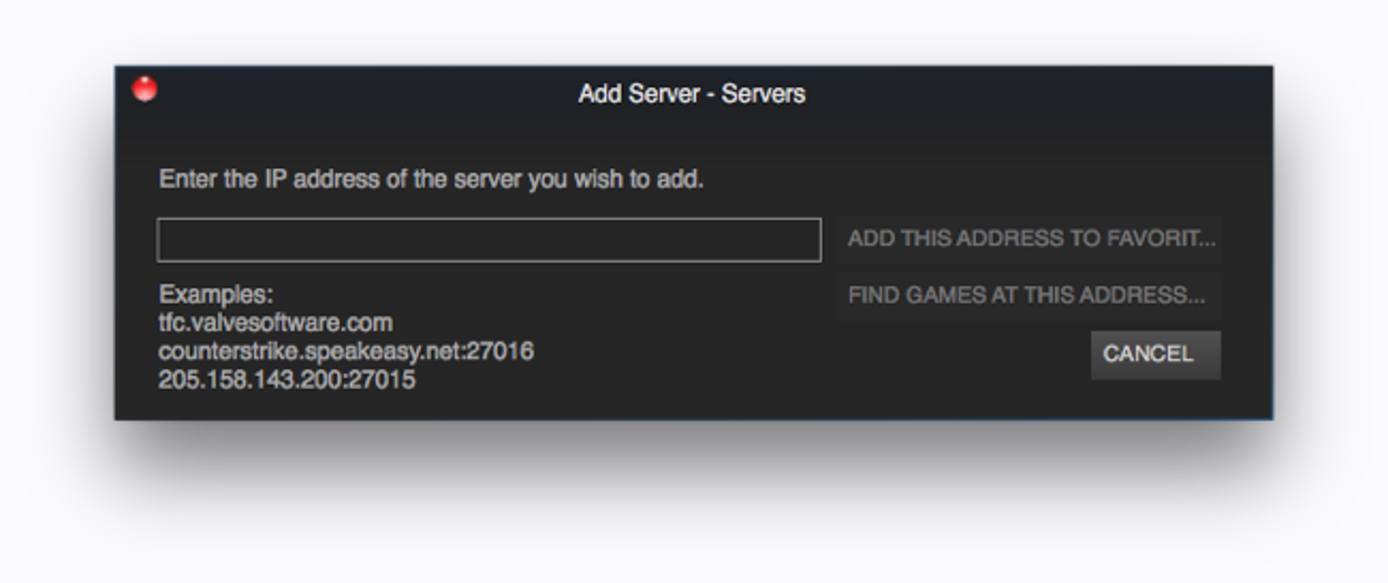 Add Server - Servers
Enter the IP address of the server you wish to add.
ADD THIS ADDRESS TO FAVORIT...
Examples:
FIND GAMES AT THIS ADDRESS...
tfc.valvesoftware.com
counterstrike.speakeasy.net:27016
CANCEL
205.158.143.200:27015